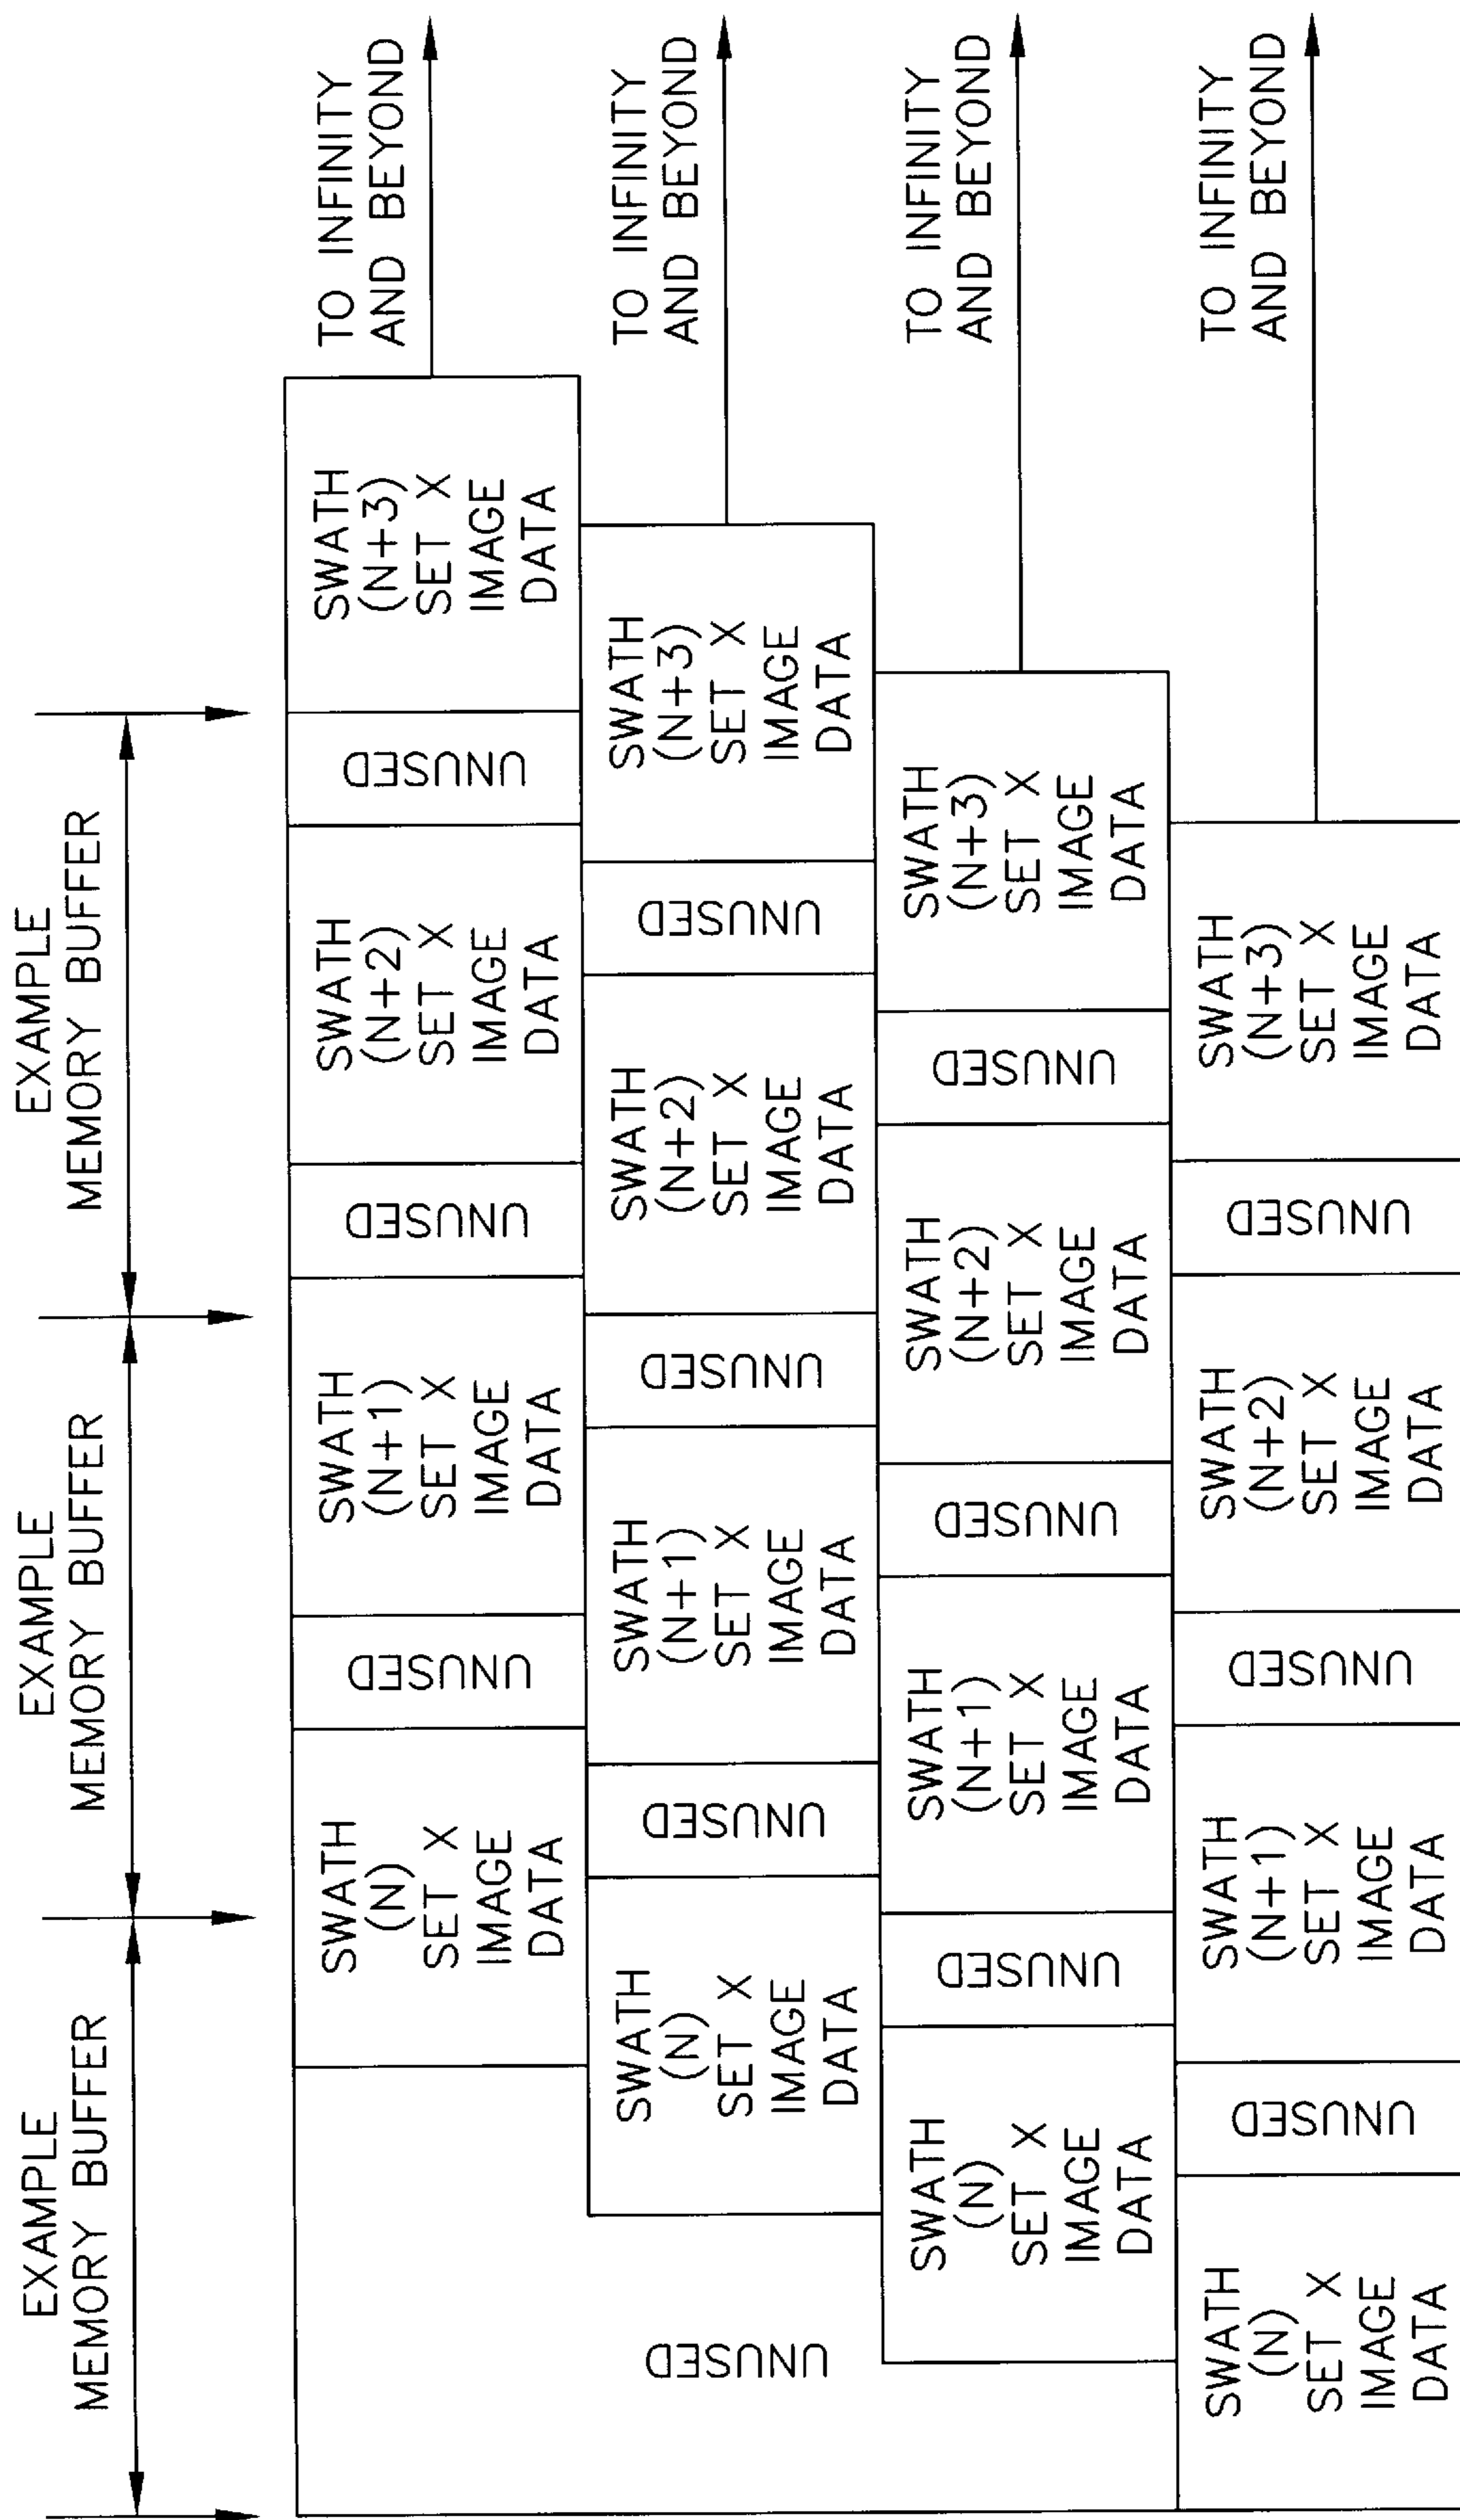 EXAMPLE
MEMORY BUFFER
EXAMPLE
MEMORY BUFFER
EXAMPLE
MEMORY BUFFER
UNUSED
SWATH
(N)
SET X
IMAGE
DATA
UNUSED
SWATH
(N+1)
SET X
IMAGE
DATA
UNUSED
SWATH
(N+2)
SET X
IMAGE
DATA
UNUSED
SWATH
(N+3)
SET X
IMAGE
DATA
TO INFINITY
AND BEYOND
SWATH
(N)
SET X
IMAGE
DATA
UNUSED
SWATH
(N+1)
SET X
IMAGE
DATA
UNUSED
SWATH
(N+2)
SET X
IMAGE
DATA
UNUSED
SWATH
(N+3)
SET X
IMAGE
DATA
TO INFINITY
AND BEYOND
SWATH
(N)
SET X
IMAGE
DATA
UNUSED
SWATH
(N+1)
SET X
IMAGE
DATA
UNUSED
SWATH
(N+2)
SET X
IMAGE
DATA
UNUSED
SWATH
(N+3)
SET X
IMAGE
DATA
TO INFINITY
AND BEYOND
SWATH
(N)
SET X
IMAGE
DATA
UNUSED
SWATH
(N+1)
SET X
IMAGE
DATA
UNUSED
SWATH
(N+2)
SET X
IMAGE
DATA
UNUSED
SWATH
(N+3)
SET X
IMAGE
DATA
TO INFINITY
AND BEYOND